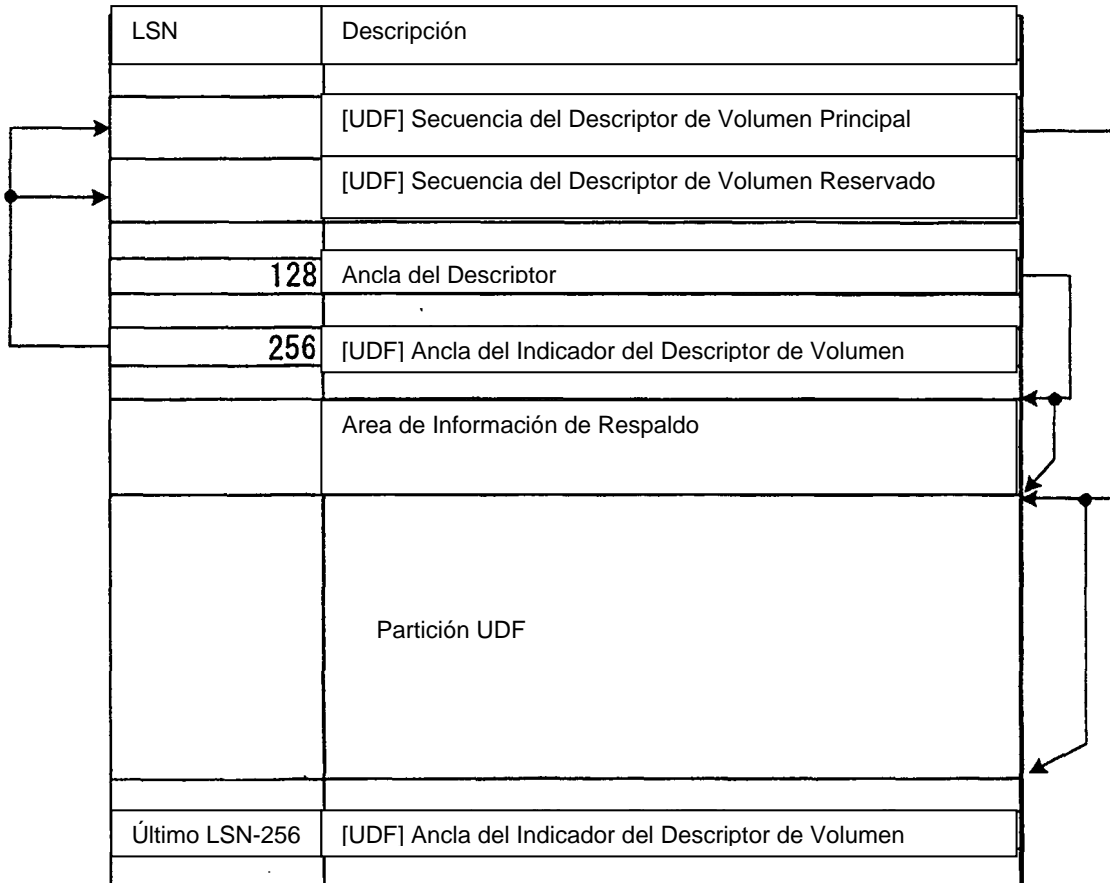 LSN Descripción
[UDF] Secuencia del Descriptor de Volumen Principal
[UDF] Secuencia del Descriptor de Volumen Reservado
128 Ancla del Descriptor
256 [UDF] Ancla del Indicador del Descriptor de Volumen
Area de Información de Respaldo
Partición UDF
Último LSN-256 [UDF] Ancla del Indicador del Descriptor de Volumen